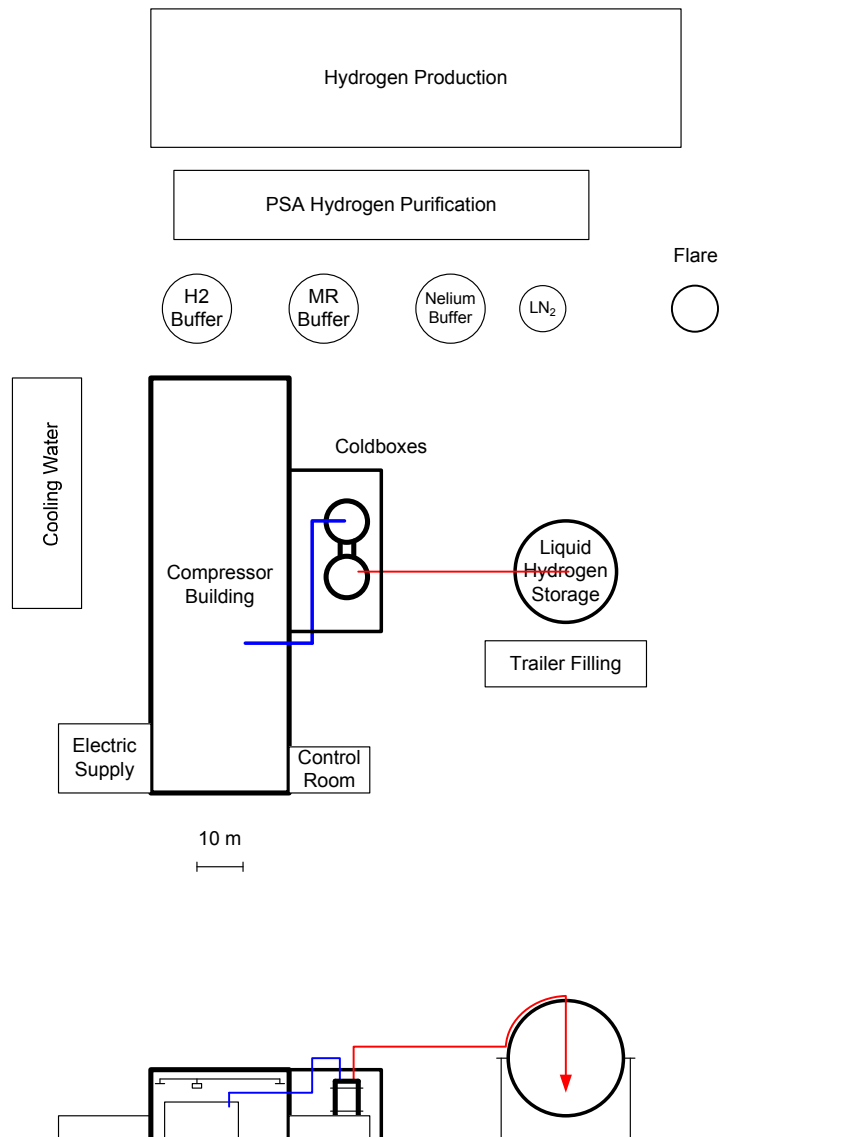 Hydrogen Production
PSA Hydrogen Purification
Flare
H2
Buffer
MR
Buffer
Nelium
Buffer
LN₂
Cooling Water
Coldboxes
Compressor
Building
Liquid
Hydrogen
Storage
Trailer Filling
Electric
Supply
Control
Room
10 m